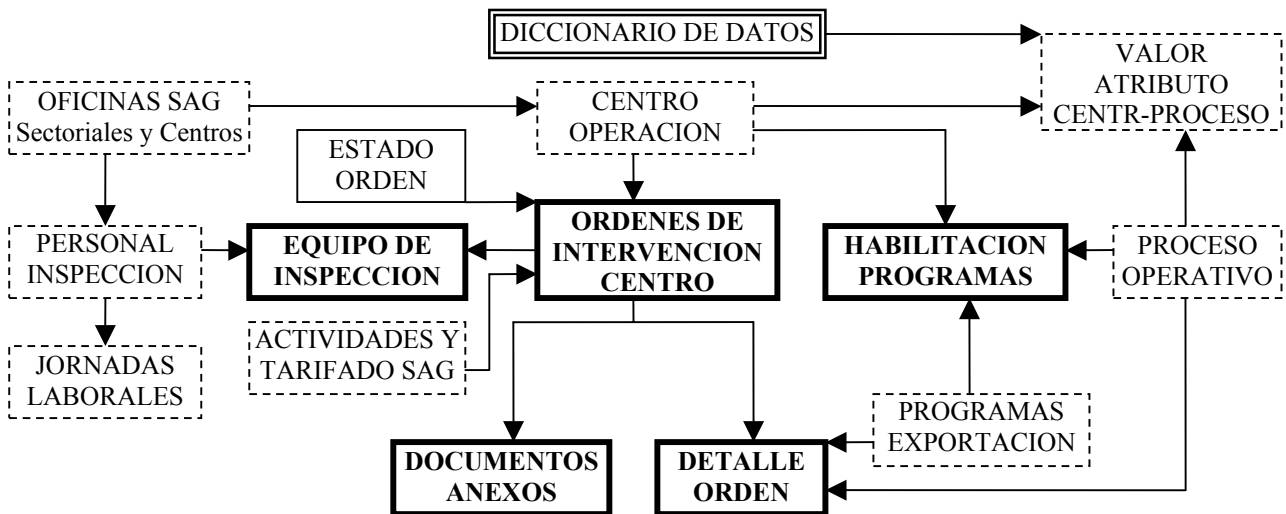 DICCIONARIO DE DATOS
VALOR
ATRIBUTO
CENTR-PROCESO
OFICINAS SAG
Sectoriales y Centros
CENTRO
OPERACION
ESTADO
ORDEN
PERSONAL
INSPECCION
EQUIPO DE
INSPECCION
ORDENES DE
INTERVENCION
CENTRO
HABILITACION
PROGRAMAS
PROCESO
OPERATIVO
JORNADAS
LABORALES
ACTIVIDADES Y
TARIFADO SAG
PROGRAMAS
EXPORTACION
DOCUMENTOS
ANEXOS
DETALLE
ORDEN